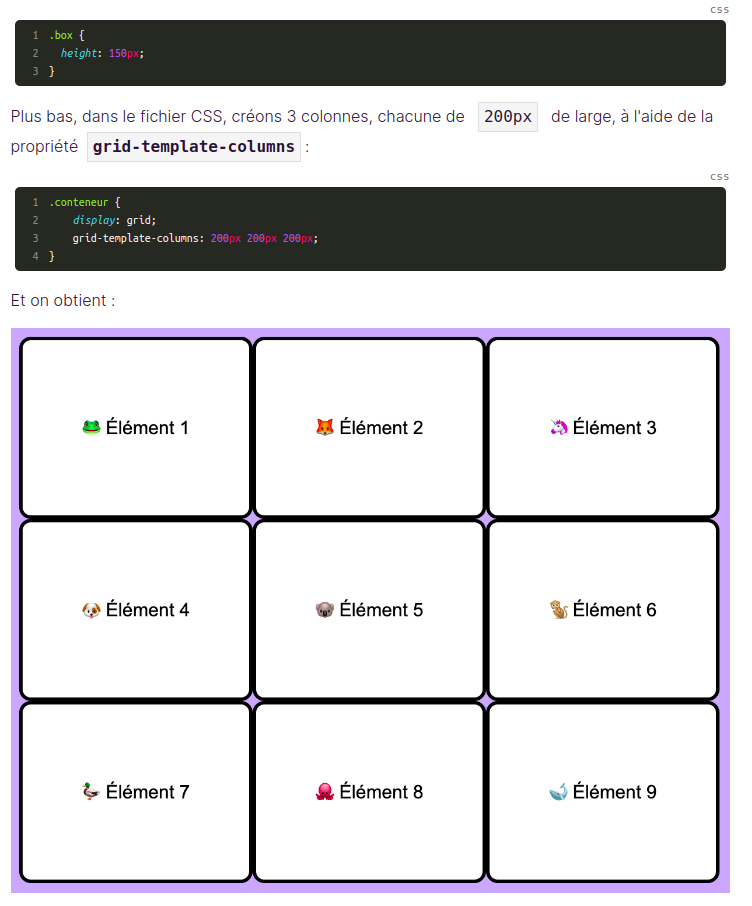 css
1 .box {
2 height: 150px;
3 }
Plus bas, dans le fichier CSS, créons 3 colonnes, chacune de 200px de large, à l'aide de la
propriété grid-template-columns :
css
1 .conteneur {
2 display: grid;
3 grid-template-columns: 200px 200px 200px;
4 }
Et on obtient :
🐸 Élément 1 🦊 Élément 2 🦄 Élément 3
🐶 Élément 4 🐨 Élément 5 🐒 Élément 6
🦆 Élément 7 🐙 Élément 8 🐋 Élément 9